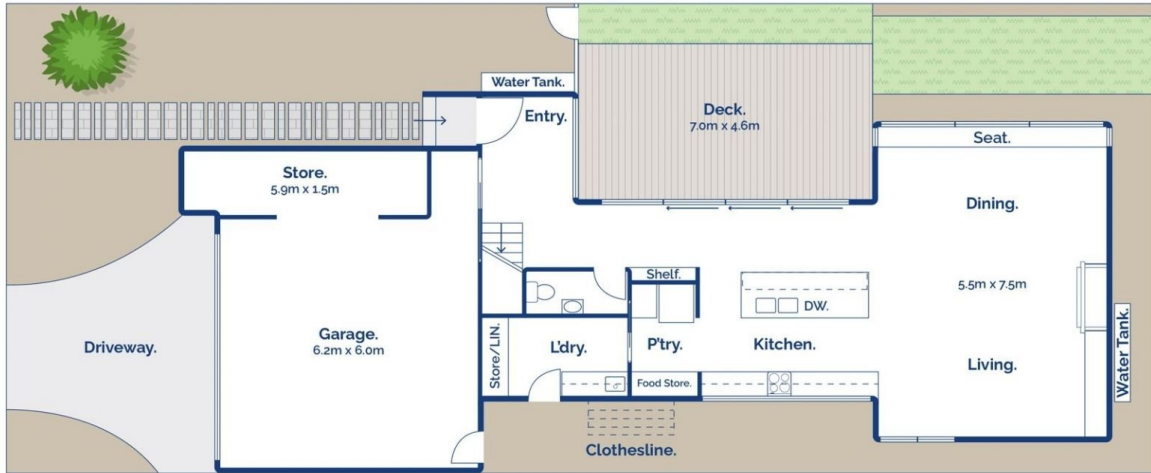 Water Tank.
Entry.
Deck.
7.0m x 4.6m
Seat.
Store.
5.9m x 1.5m
Dining.
Shelf.
5.5m x 7.5m
DW.
Garage.
6.2m x 6.0m
Driveway.
Store/LIN.
L'dry.
P'try.
Kitchen.
Living.
Water Tank.
Food Store.
Clothesline.